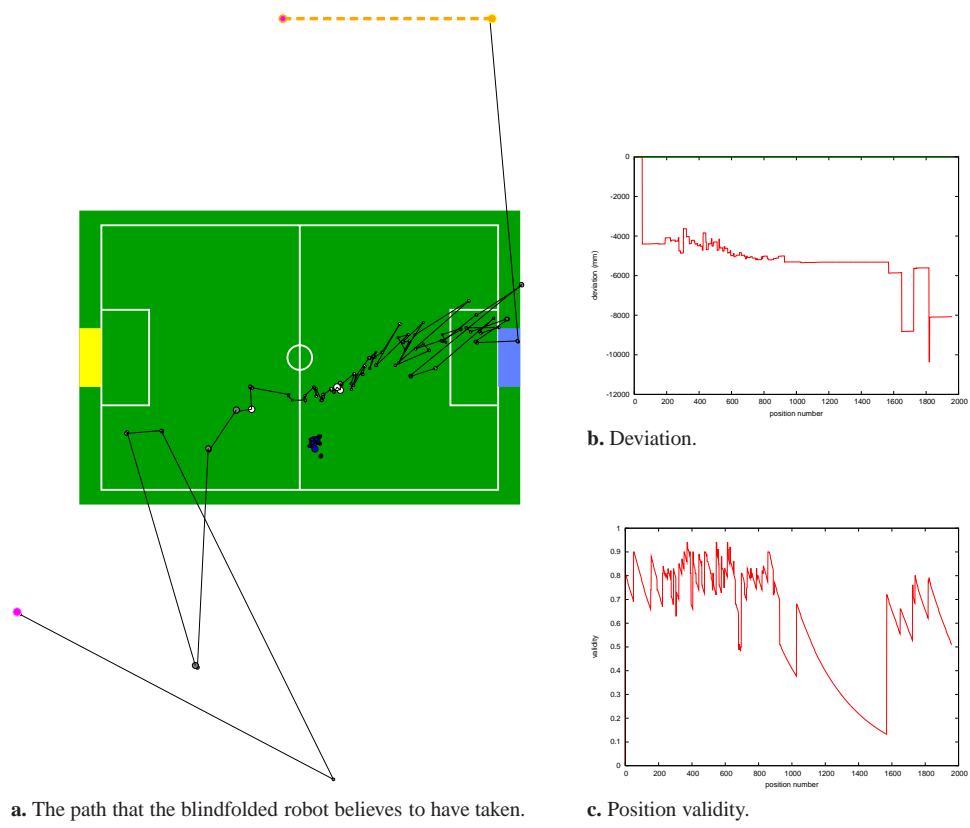 0
-2000
-4000
-6000
-8000
-10000
-12000
deviation (mm)
0 200 400 600 800 1000 1200 1400 1600 1800 2000
position number
b. Deviation.
1
0.9
0.8
0.7
0.6
0.5
0.4
0.3
0.2
0.1
0
validity
0 200 400 600 800 1000 1200 1400 1600 1800 2000
position number
a. The path that the blindfolded robot believes to have taken.
c. Position validity.